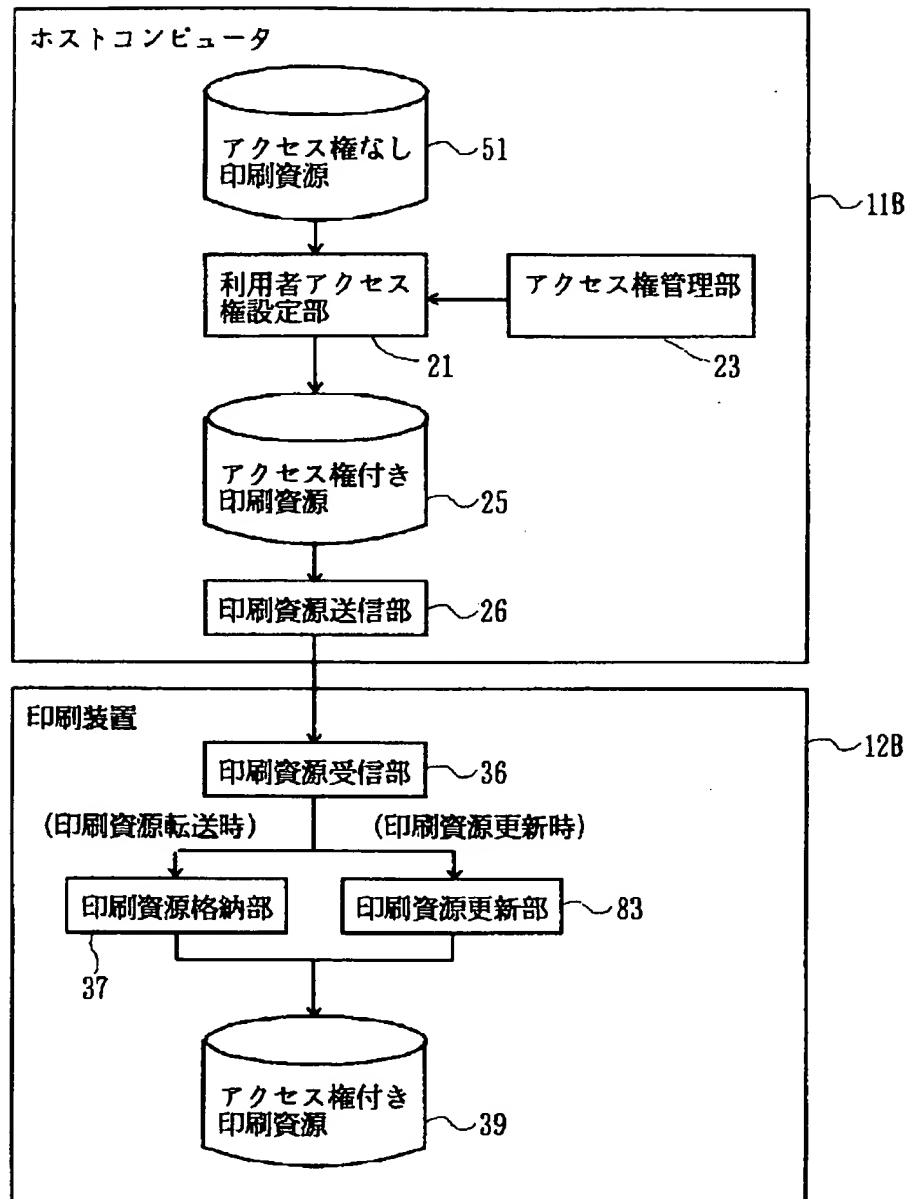 ホストコンピュータ
アクセス権なし
印刷資源
51
11B
利用者アクセス
権設定部
アクセス権管理部
21
23
アクセス権付き
印刷資源
25
印刷資源送信部
26
印刷装置
12B
印刷資源受信部
36
(印刷資源転送時)
(印刷資源更新時)
印刷資源格納部
印刷資源更新部
83
37
アクセス権付き
印刷資源
39